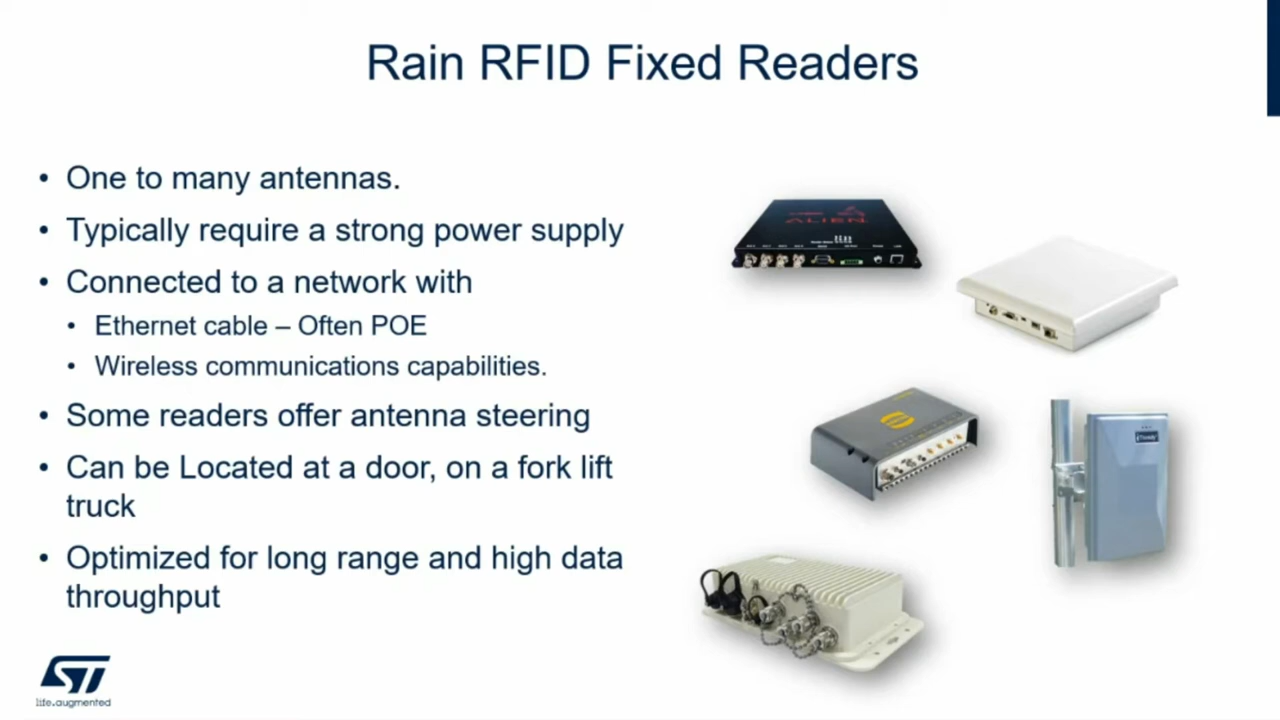 Rain RFID Fixed Readers
• One to many antennas.
• Typically require a strong power supply
• Connected to a network with
• Ethernet cable – Often POE
• Wireless communications capabilities.
• Some readers offer antenna steering
• Can be Located at a door, on a fork lift
truck
• Optimized for long range and high data
throughput
ALIEN
ST
life.augmented